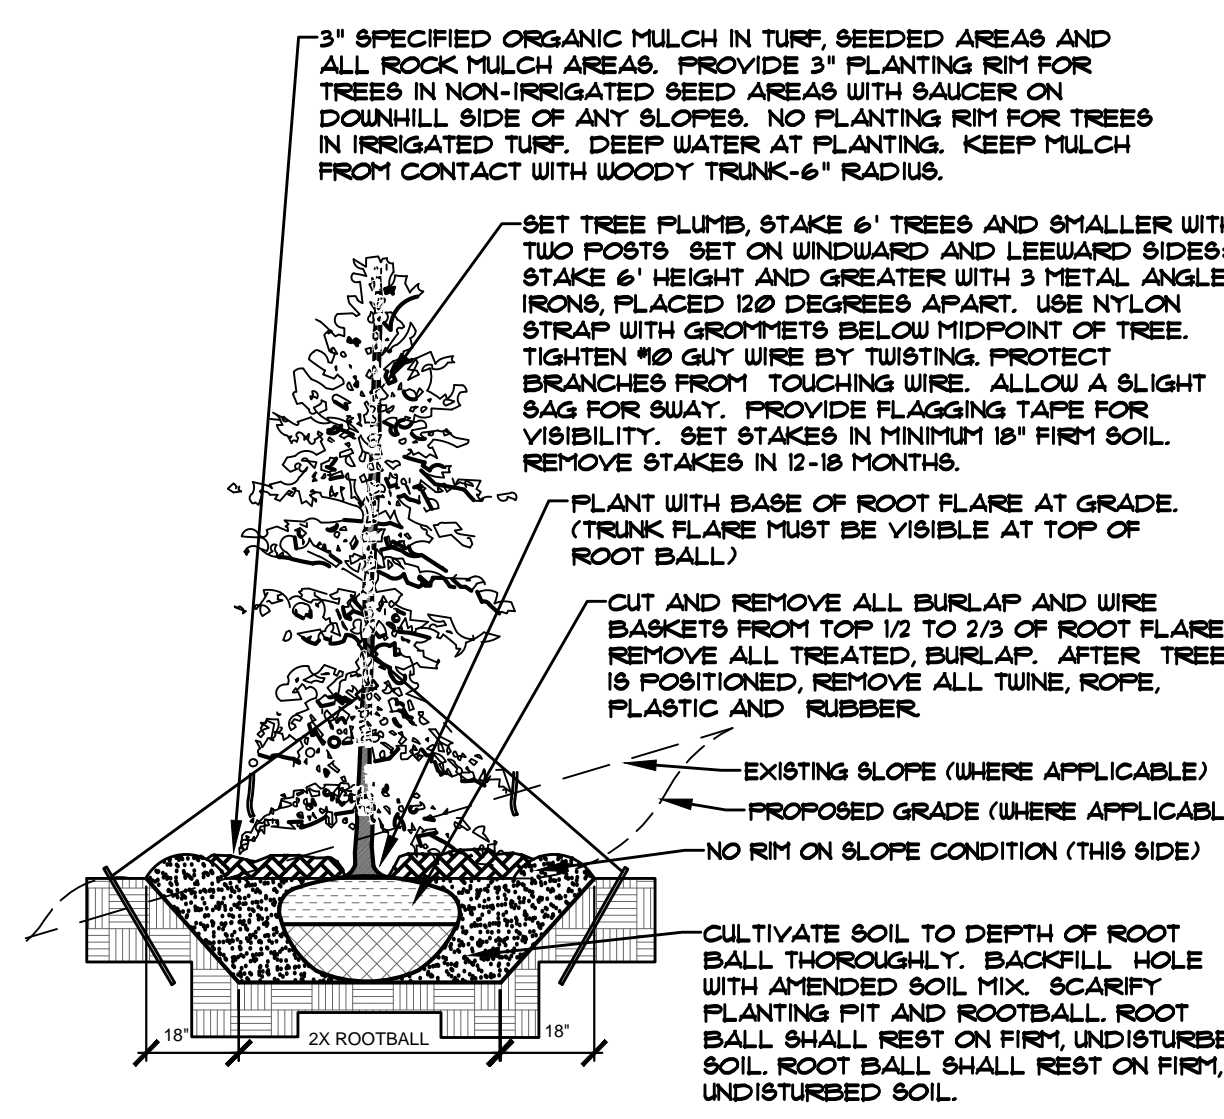 3" SPECIFIED ORGANIC MULCH IN TURF, SEEDED AREAS AND
ALL ROCK MULCH AREAS. PROVIDE 3" PLANTING RIM FOR
TREES IN NON-IRRIGATED SEED AREAS WITH SAUCER ON
DOWNHILL SIDE OF ANY SLOPES. NO PLANTING RIM FOR TREES
IN IRRIGATED TURF. DEEP WATER AT PLANTING. KEEP MULCH
FROM CONTACT WITH WOODY TRUNK-6" RADIUS.
SET TREE PLUMB, STAKE 6' TREES AND SMALLER WITH
TWO POSTS SET ON WINDWARD AND LEEWARD SIDES:
STAKE 6' HEIGHT AND GREATER WITH 3 METAL ANGLE
IRONS, PLACED 120 DEGREES APART. USE NYLON
STRAP WITH GROMMETS BELOW MIDPOINT OF TREE.
TIGHTEN #10 GUY WIRE BY TWISTING. PROTECT
BRANCHES FROM TOUCHING WIRE. ALLOW A SLIGHT
SAG FOR SWAY. PROVIDE FLAGGING TAPE FOR
VISIBILITY. SET STAKES IN MINIMUM 18" FIRM SOIL.
REMOVE STAKES IN 12-18 MONTHS.
PLANT WITH BASE OF ROOT FLARE AT GRADE.
(TRUNK FLARE MUST BE VISIBLE AT TOP OF
ROOT BALL)
CUT AND REMOVE ALL BURLAP AND WIRE
BASKETS FROM TOP 1/2 TO 2/3 OF ROOT FLARE
REMOVE ALL TREATED, BURLAP. AFTER TREE
IS POSITIONED, REMOVE ALL TWINE, ROPE,
PLASTIC AND RUBBER.
EXISTING SLOPE (WHERE APPLICABLE)
PROPOSED GRADE (WHERE APPLICABL
NO RIM ON SLOPE CONDITION (THIS SIDE)
CULTIVATE SOIL TO DEPTH OF ROOT
BALL THOROUGHLY. BACKFILL HOLE
WITH AMENDED SOIL MIX. SCARIFY
PLANTING PIT AND ROOTBALL. ROOT
BALL SHALL REST ON FIRM, UNDISTURBE
SOIL. ROOT BALL SHALL REST ON FIRM,
UNDISTURBED SOIL.
18" 2X ROOTBALL 18"